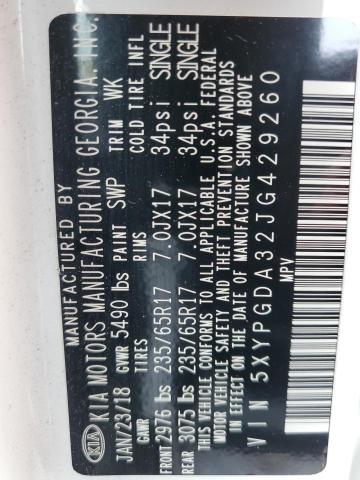 KIA
MANUFACTURED BY
KIA MOTORS MANUFACTURING GEORGIA, INC.
JAN/23/18 GVWR 5490 lbs PAINT SWP TRIM WK
GAWR TIRES RIMS COLD TIRE INFL
FRONT 2976 lbs 235/65R17 7.0JX17 34psi SINGLE
REAR 3075 lbs 235/65R17 7.0JX17 34psi SINGLE
THIS VEHICLE CONFORMS TO ALL APPLICABLE U.S.A. FEDERAL
MOTOR VEHICLE SAFETY AND THEFT PREVENTION STANDARDS
IN EFFECT ON THE DATE OF MANUFACTURE SHOWN ABOVE.
VIN 5XYPGDA32JG429260
MPV